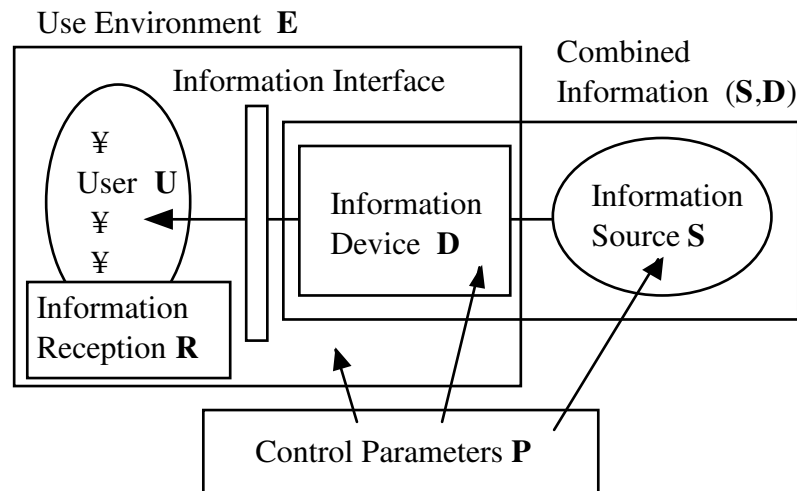 Use Environment E
Information Interface
¥
User U
¥
¥
Information
Reception R
Combined
Information (S,D)
Information
Device D
Information
Source S
Control Parameters P